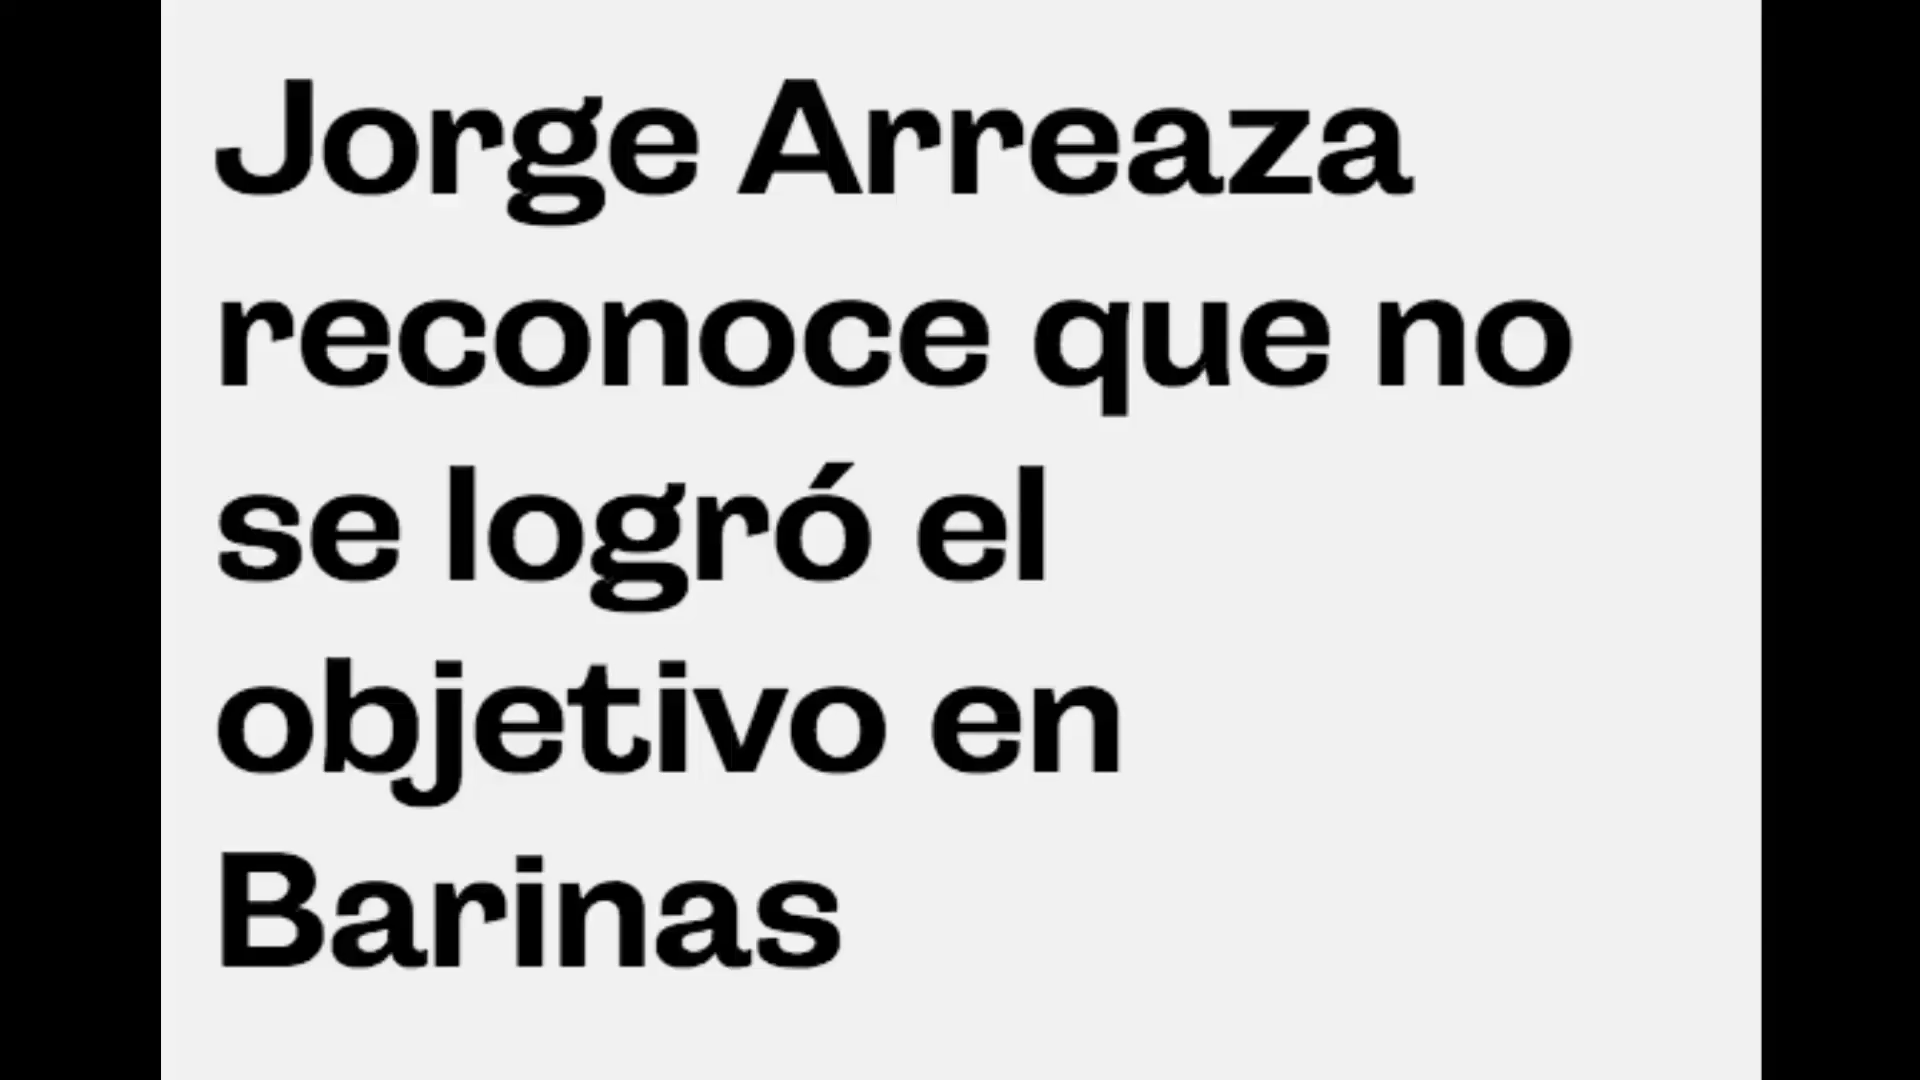 Jorge Arreaza
reconoce que no
se logró el
objetivo en
Barinas